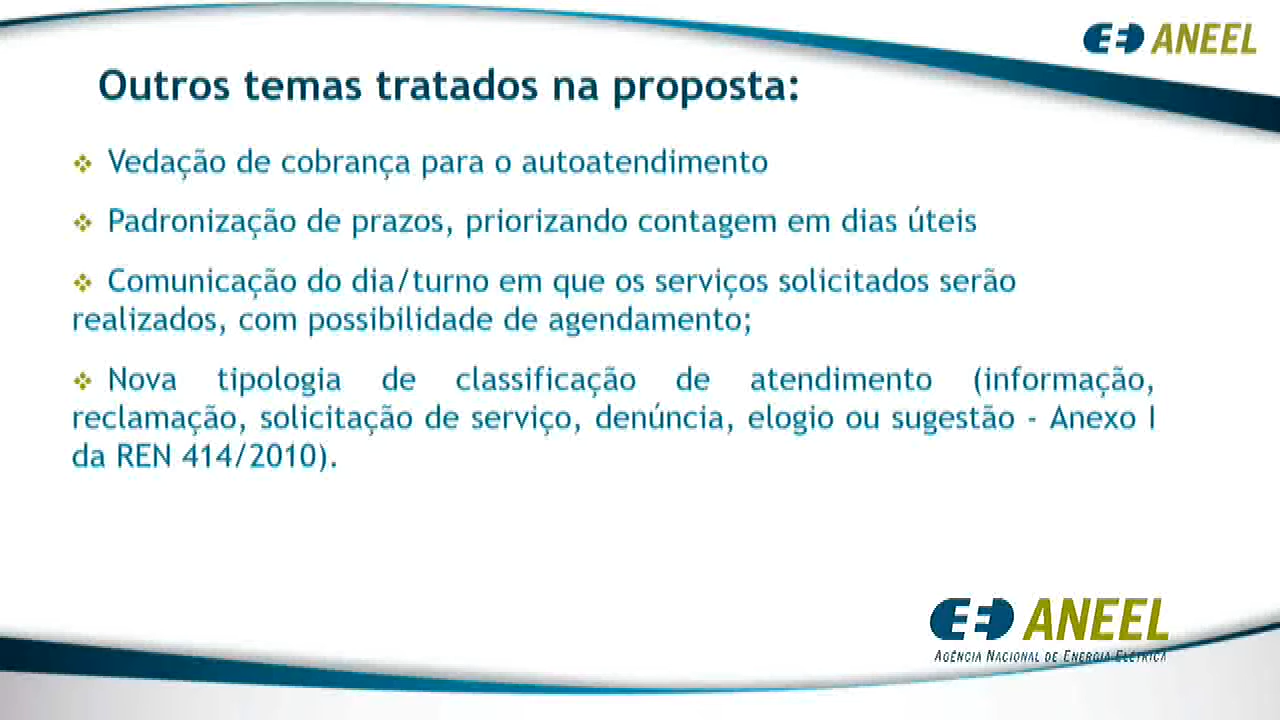 ANEEL
Outros temas tratados na proposta:
Vedação de cobrança para o autoatendimento
Padronização de prazos, priorizando contagem em dias úteis
Comunicação do dia/turno em que os serviços solicitados serão
realizados, com possibilidade de agendamento;
Nova tipologia de classificação de atendimento (informação,
reclamação, solicitação de serviço, denúncia, elogio ou sugestão - Anexo I
da REN 414/2010).
ANEEL
AGÊNCIA NACIONAL DE ENERGIA ELÉTRICA